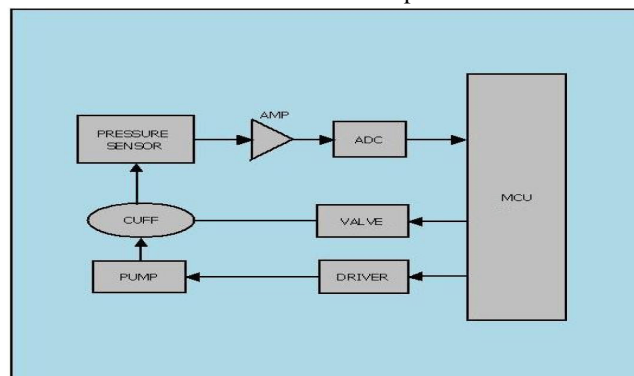 AMP
PRESSURE
SENSOR
ADC
MCU
CUFF
VALVE
PUMP
DRIVER